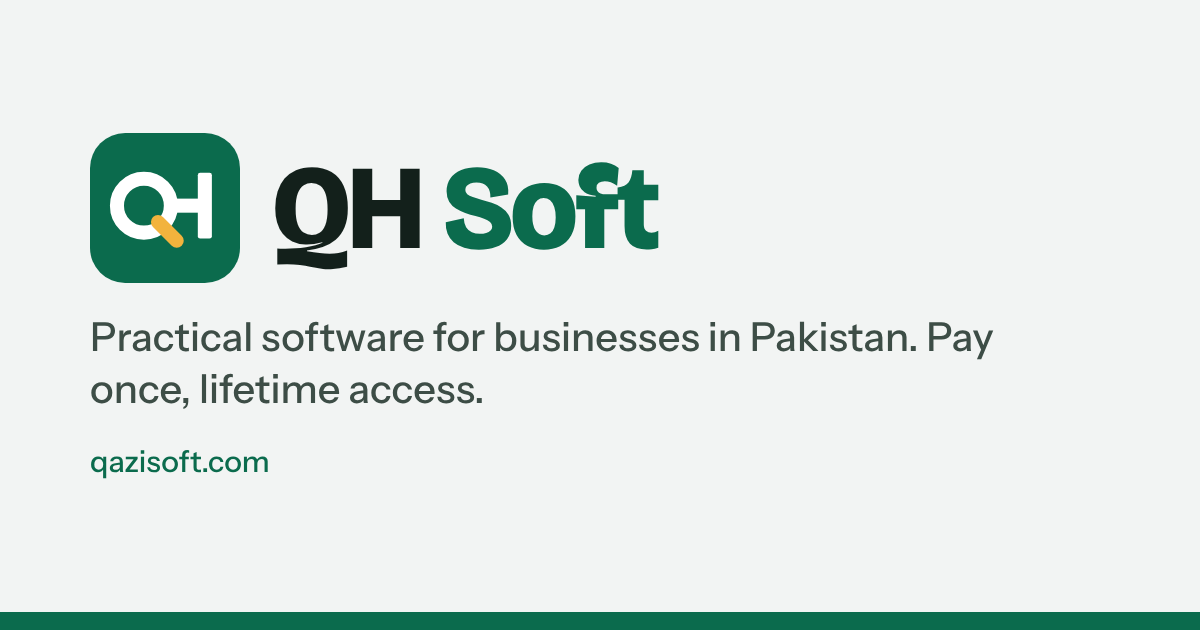 QH
QH Soft
Practical software for businesses in Pakistan. Pay
once, lifetime access.
qazisoft.com